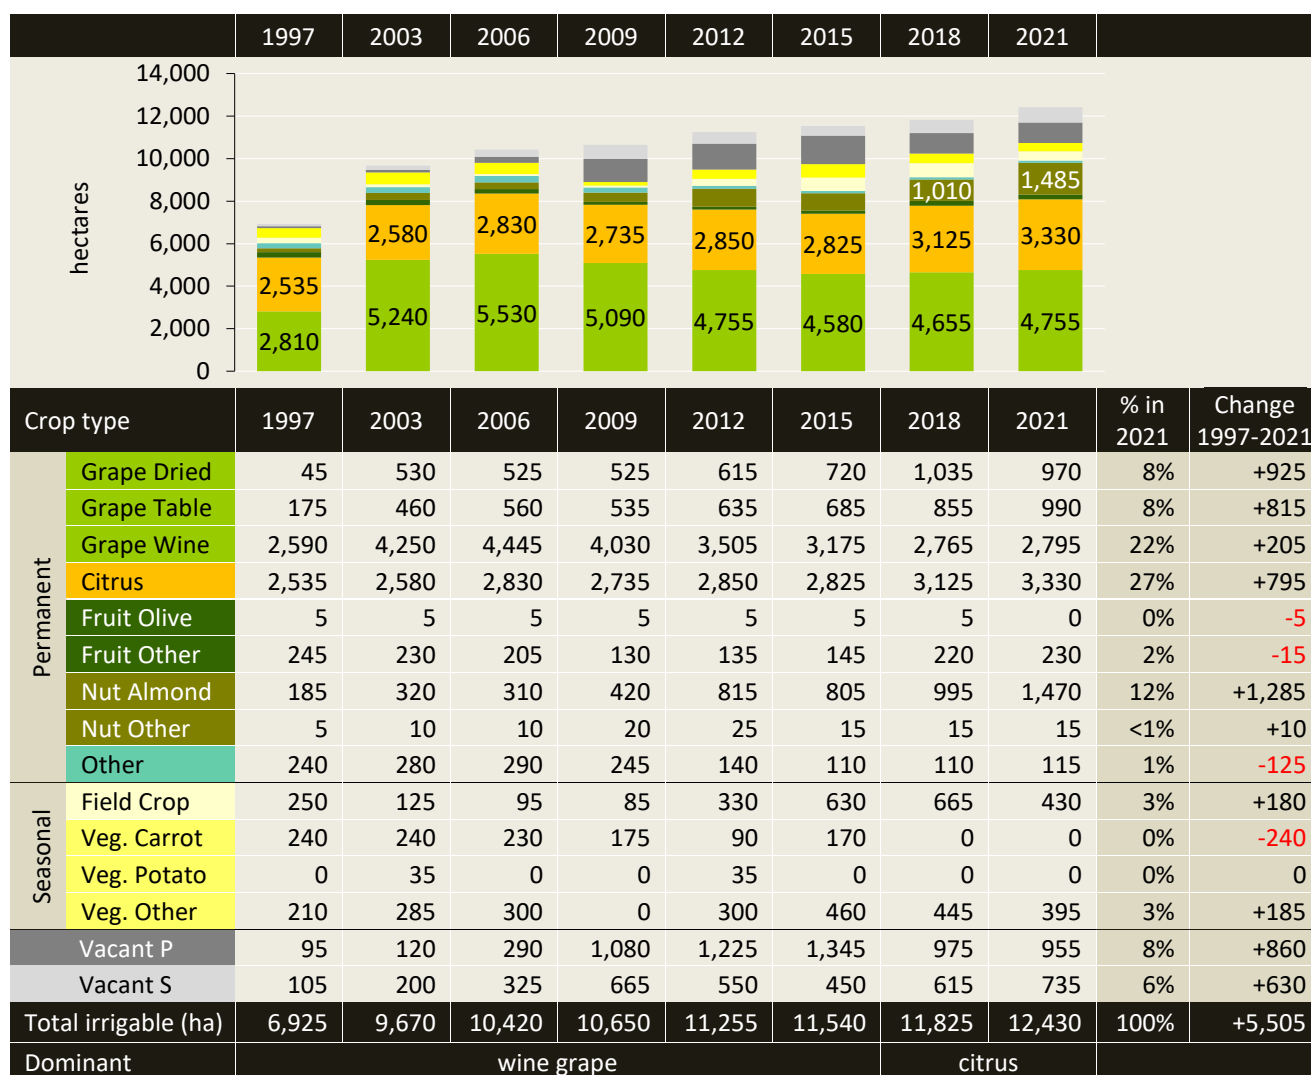 1997 2003 2006 2009 2012 2015 2018 2021
14,000
12,000
10,000
8,000
6,000
4,000
2,000
0
hectares
1,010 1,485
2,535 2,580 2,830 2,735 2,850 2,825 3,125 3,330
2,810 5,240 5,530 5,090 4,755 4,580 4,655 4,755
Crop type 1997 2003 2006 2009 2012 2015 2018 2021 % in 2021 Change 1997-2021
Permanent
Grape Dried 45 530 525 525 615 720 1,035 970 8% +925
Grape Table 175 460 560 535 635 685 855 990 8% +815
Grape Wine 2,590 4,250 4,445 4,030 3,505 3,175 2,765 2,795 22% +205
Citrus 2,535 2,580 2,830 2,735 2,850 2,825 3,125 3,330 27% +795
Fruit Olive 5 5 5 5 5 5 5 0 0% -5
Fruit Other 245 230 205 130 135 145 220 230 2% -15
Nut Almond 185 320 310 420 815 805 995 1,470 12% +1,285
Nut Other 5 10 10 20 25 15 15 15 <1% +10
Other 240 280 290 245 140 110 110 115 1% -125
Seasonal
Field Crop 250 125 95 85 330 630 665 430 3% +180
Veg. Carrot 240 240 230 175 90 170 0 0 0% -240
Veg. Potato 0 35 0 0 35 0 0 0 0% 0
Veg. Other 210 285 300 0 300 460 445 395 3% +185
Vacant P 95 120 290 1,080 1,225 1,345 975 955 8% +860
Vacant S 105 200 325 665 550 450 615 735 6% +630
Total irrigable (ha) 6,925 9,670 10,420 10,650 11,255 11,540 11,825 12,430 100% +5,505
Dominant wine grape citrus